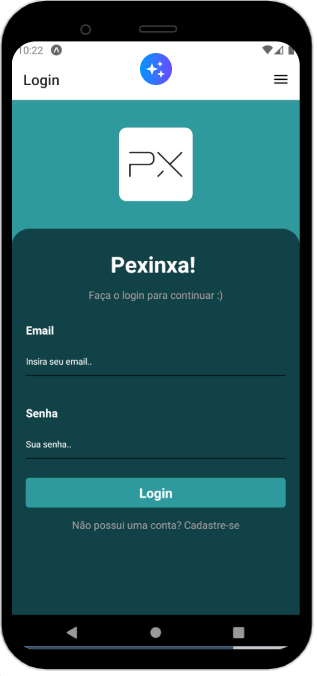 10:22
Login
PX
Pexinxa!
Faça o login para continuar :)
Email
Insira seu email..
Senha
Sua senha..
Login
Não possui uma conta? Cadastre-se